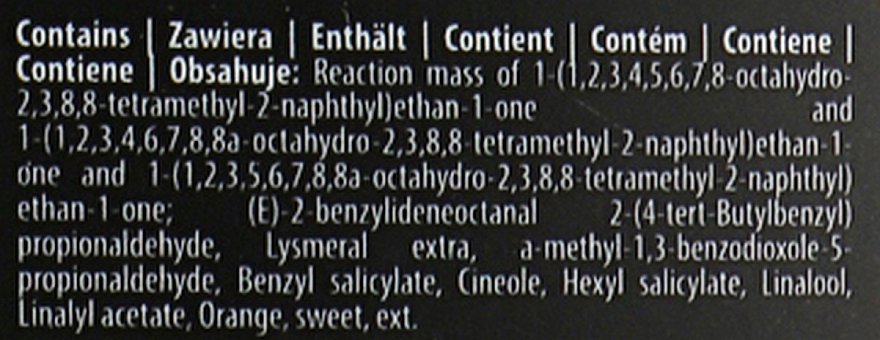 Contains | Zawiera | Enthält | Contient | Contém | Contiene |
Contiene | Obsahuje: Reaction mass of 1-(1,2,3,4,5,6,7,8-octahydro-
2,3,8,8-tetramethyl-2-naphthyl)ethan-1-one and
1-(1,2,3,4,6,7,8,8a-octahydro-2,3,8,8-tetramethyl-2-naphthyl)ethan-1-
one and 1-(1,2,3,5,6,7,8,8a-octahydro-2,3,8,8-tetramethyl-2-naphthyl)
ethan-1-one; (E)-2-benzylideneoctanal 2-(4-tert-Butylbenzyl)
propionaldehyde, Lysmeral extra, a-methyl-1,3-benzodioxole-5-
propionaldehyde, Benzyl salicylate, Cineole, Hexyl salicylate, Linalool,
Linalyl acetate, Orange, sweet, ext.